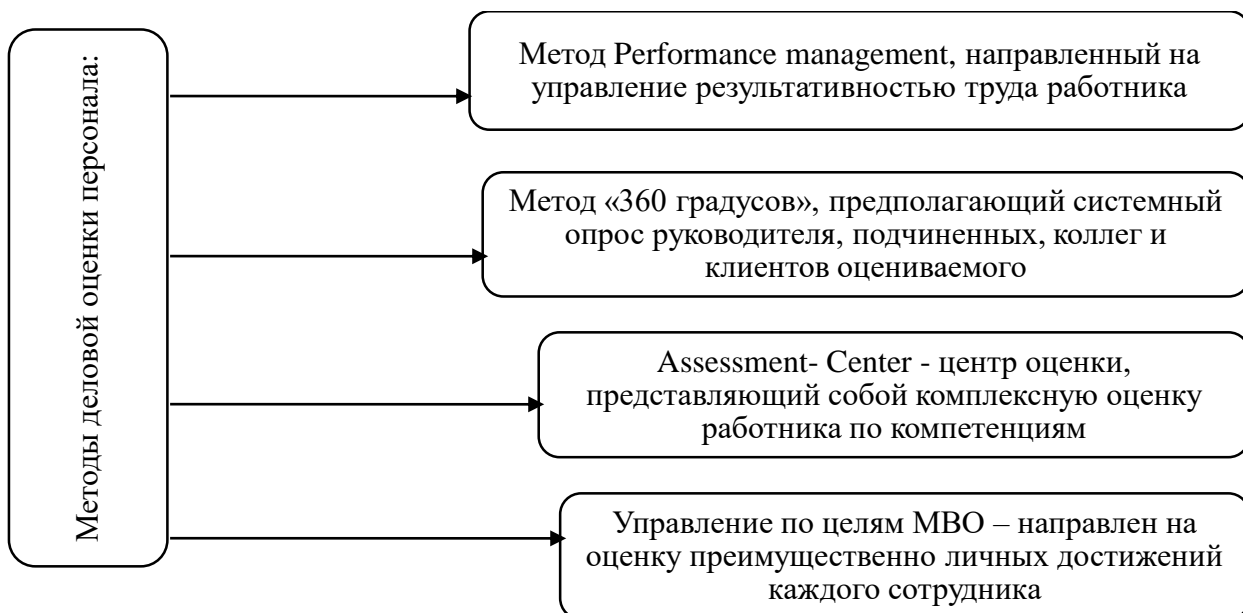 Методы деловой оценки персонала:
Метод Performance management, направленный на
управление результативностью труда работника
Метод «360 градусов», предполагающий системный
опрос руководителя, подчиненных, коллег и
клиентов оцениваемого
Assessment- Center - центр оценки,
представляющий собой комплексную оценку
работника по компетенциям
Управление по целям МВО – направлен на
оценку преимущественно личных достижений
каждого сотрудника